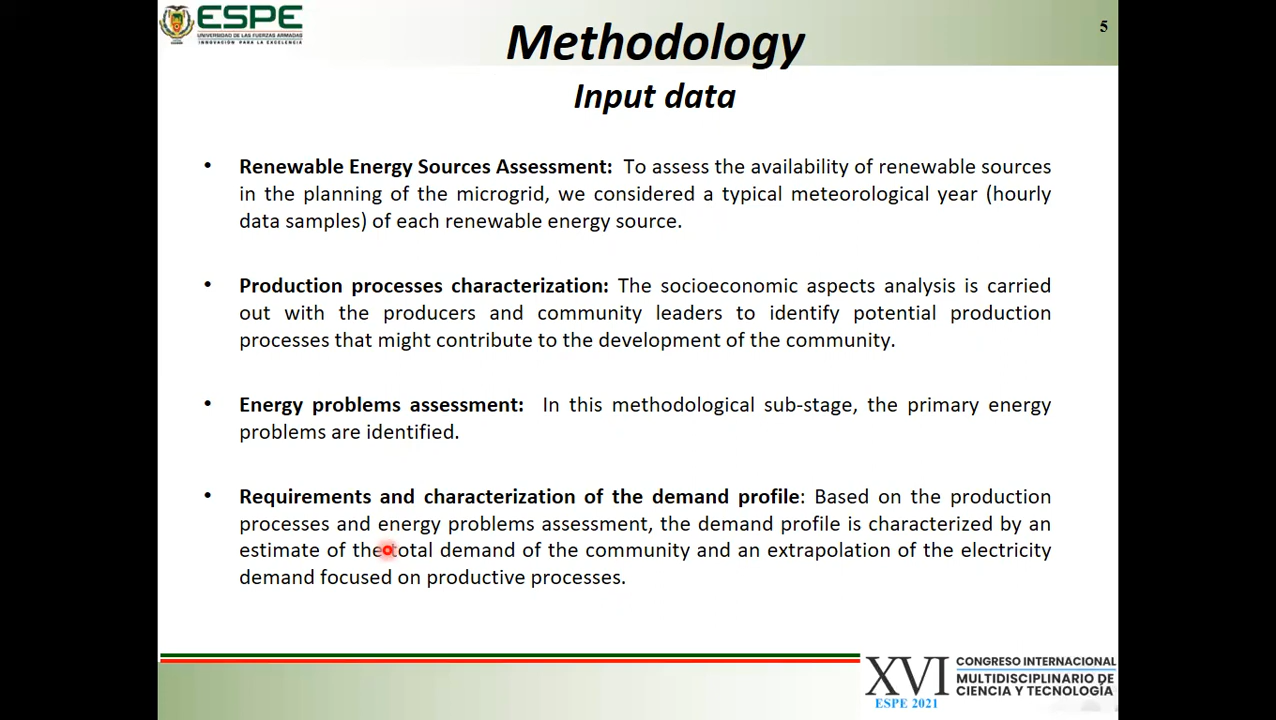 ESPE
UNIVERSIDAD DE LAS FUERZAS ARMADAS
INNOVACIÓN PARA LA EXCELENCIA
5
Methodology
Input data
• Renewable Energy Sources Assessment: To assess the availability of renewable sources
in the planning of the microgrid, we considered a typical meteorological year (hourly
data samples) of each renewable energy source.
• Production processes characterization: The socioeconomic aspects analysis is carried
out with the producers and community leaders to identify potential production
processes that might contribute to the development of the community.
• Energy problems assessment: In this methodological sub-stage, the primary energy
problems are identified.
• Requirements and characterization of the demand profile: Based on the production
processes and energy problems assessment, the demand profile is characterized by an
estimate of the total demand of the community and an extrapolation of the electricity
demand focused on productive processes.
XVI
ESPE 2021
CONGRESO INTERNACIONAL
MULTIDISCIPLINARIO DE
CIENCIA Y TECNOLOGÍA